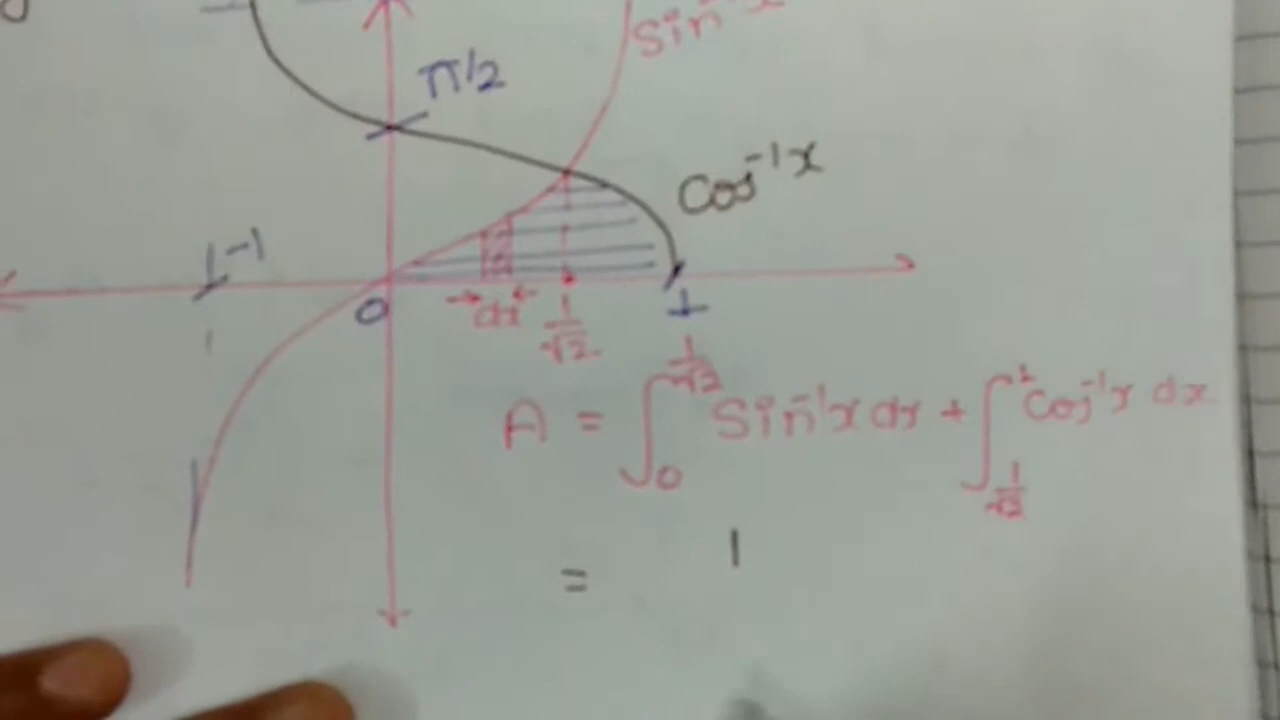 Sin⁻¹x
π/2
Cos⁻¹x
-1
0
dx
1/√2
1
A = ∫₀^(1/√2) Sin⁻¹x dx + ∫_(1/√2)^1 Cos⁻¹x dx
= 1